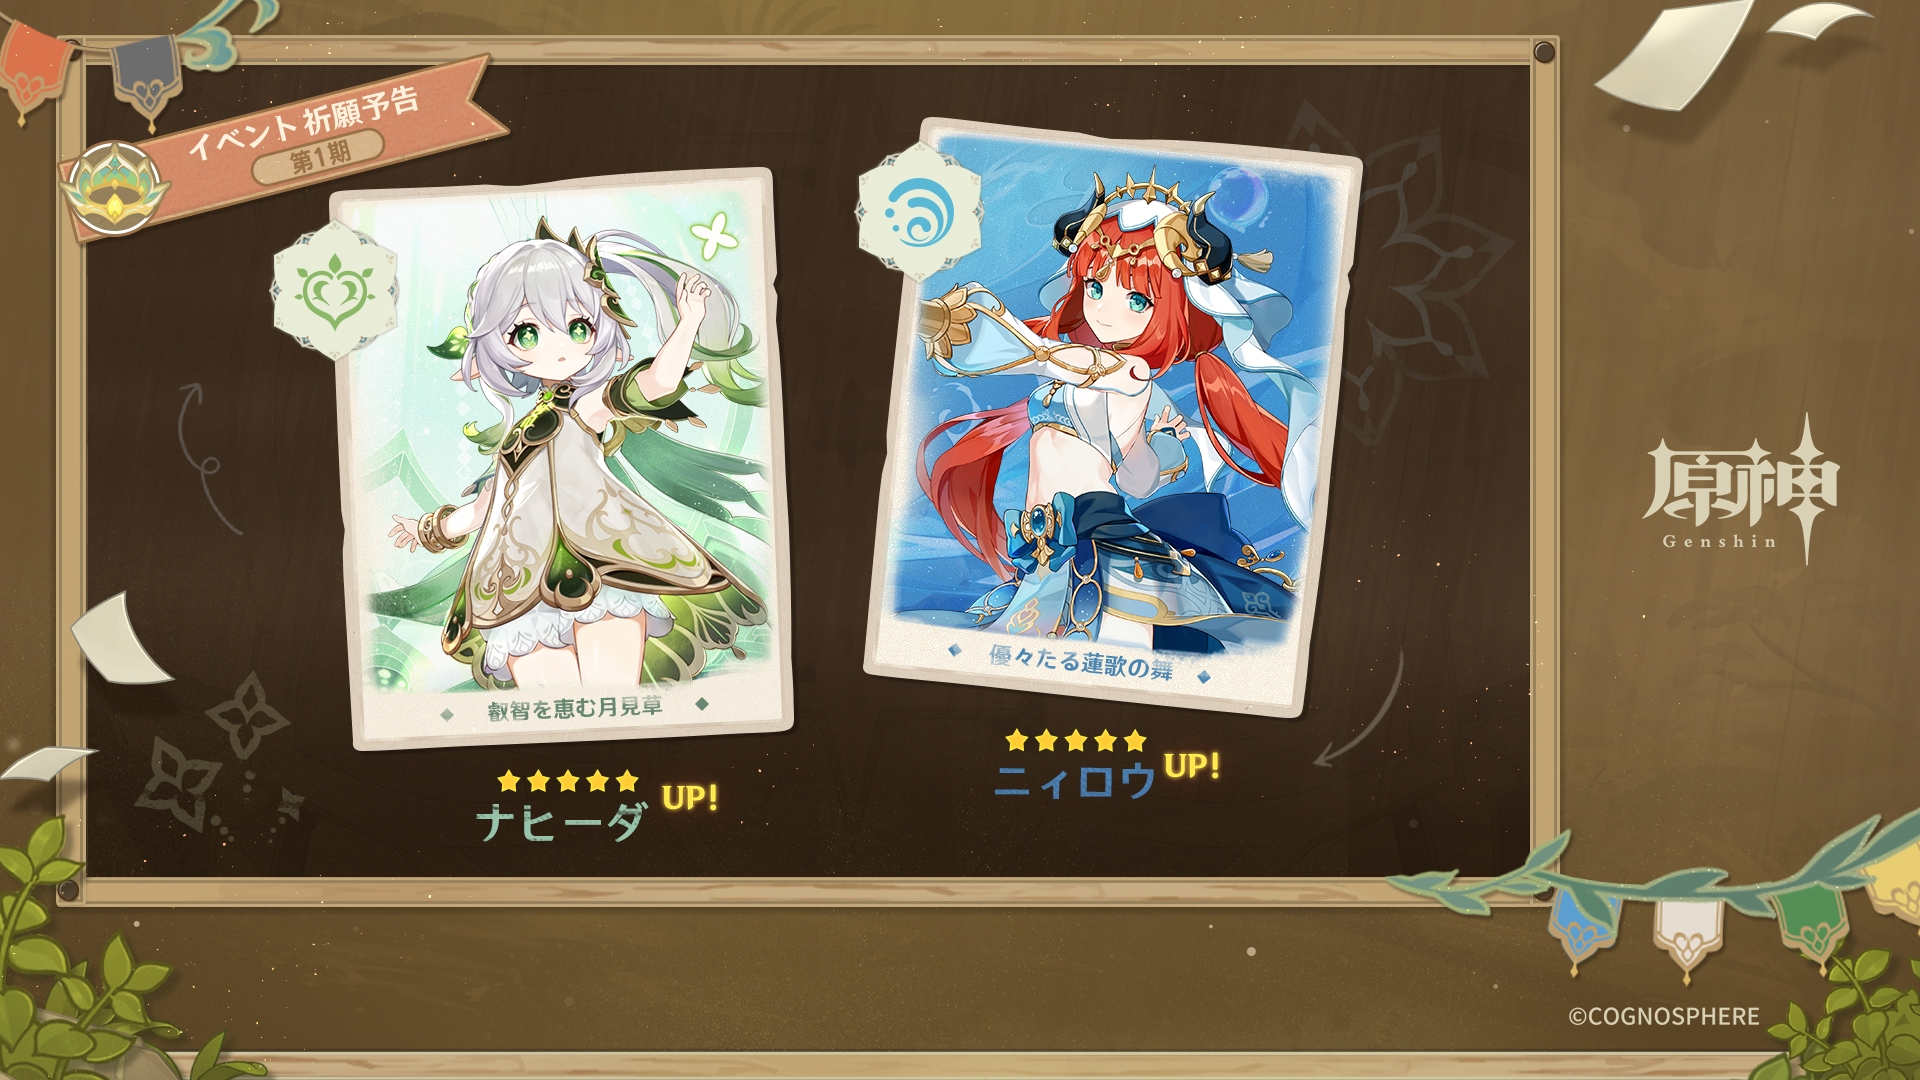 イベント祈願予告
第1期
叡智を恵む月見草
ナヒーダ
UP!
優々たる蓮歌の舞
ニィロウ
UP!
原神
Genshin
©COGNOSPHERE